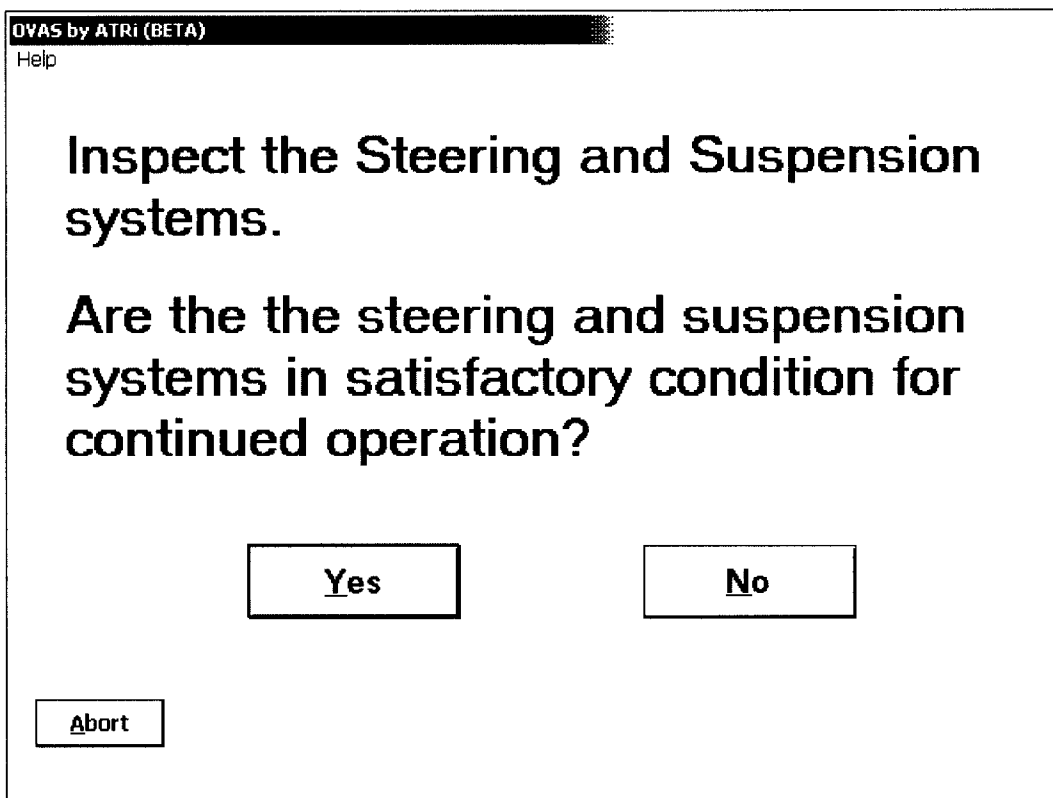 OVAS by ATRi (BETA)
Help
Inspect the Steering and Suspension
systems.
Are the the steering and suspension
systems in satisfactory condition for
continued operation?
Yes
No
Abort